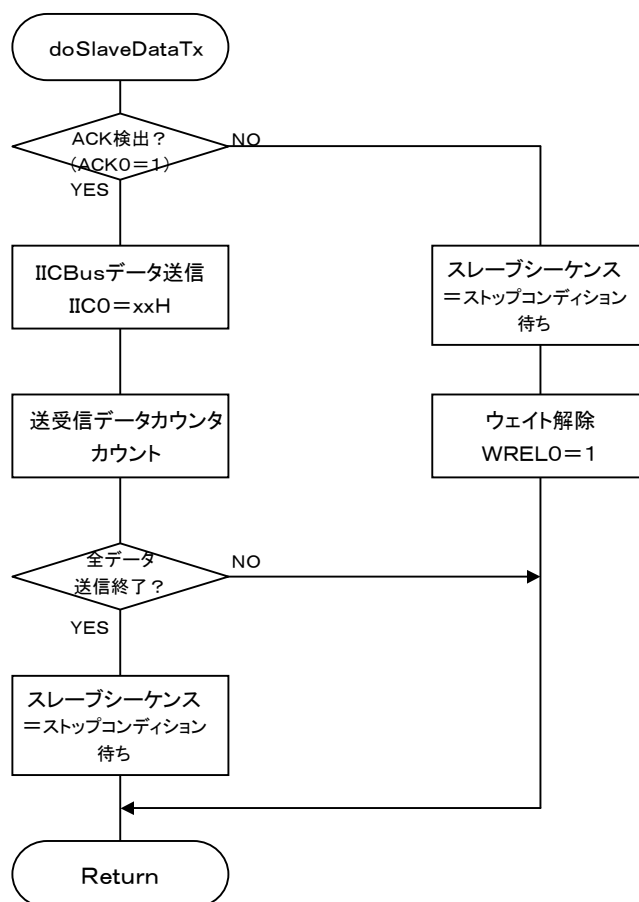 doSlaveDataTx
ACK検出？
（ACK0＝1）
NO
YES
IICBusデータ送信
IIC0＝xxH
スレーブシーケンス
＝ストップコンディション
待ち
送受信データカウンタ
カウント
ウェイト解除
WREL0＝1
全データ
送信終了？
NO
YES
スレーブシーケンス
＝ストップコンディション
待ち
Return